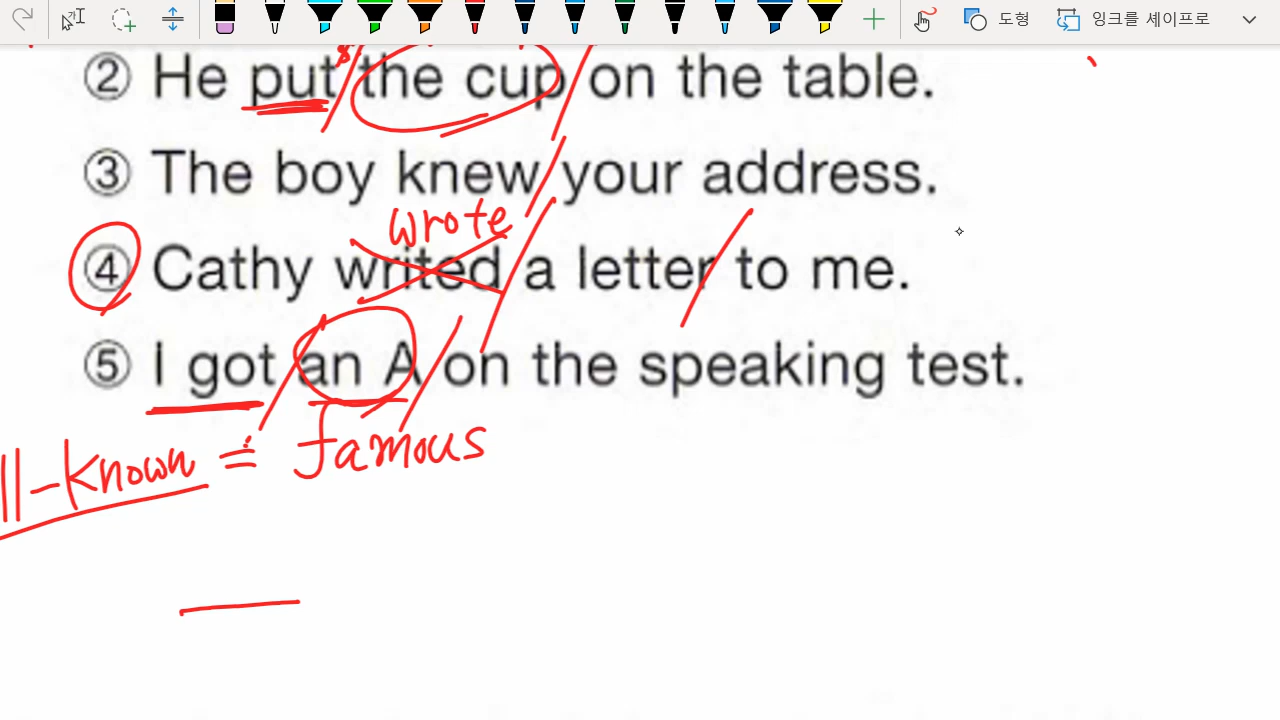 도형 잉크를 셰이프로
② He put the cup on the table.
③ The boy knew your address.
wrote
④ Cathy writed a letter to me.
⑤ I got an A on the speaking test.
ll-known = famous